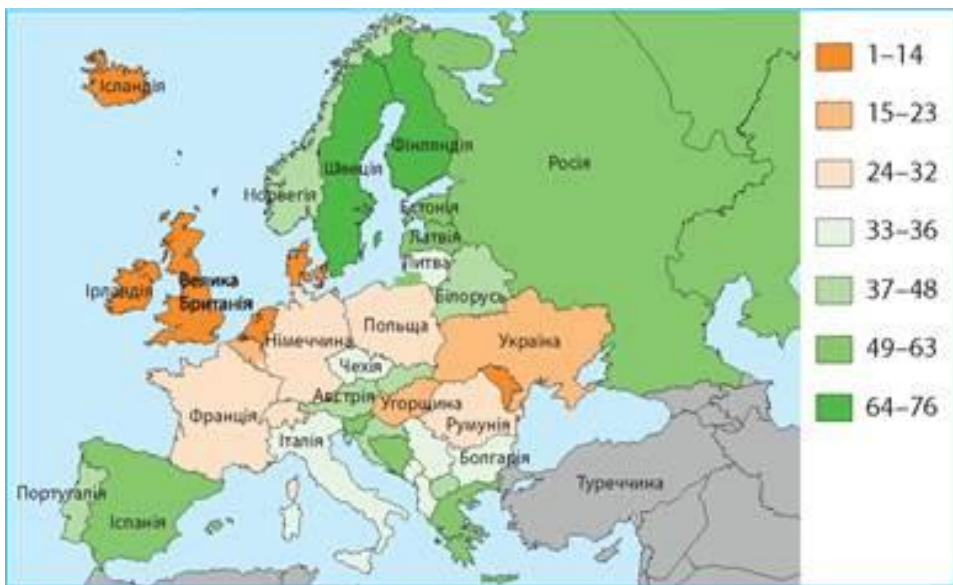 Ісландія
Норвегія
Швеція
Фінляндія
Росія
Естонія
Латвія
Литва
Білорусь
Ірландія
Велика
Британія
Німеччина
Польща
Україна
Чехія
Австрія
Угорщина
Франція
Румунія
Італія
Болгарія
Португалія
Іспанія
Туреччина
1–14
15–23
24–32
33–36
37–48
49–63
64–76